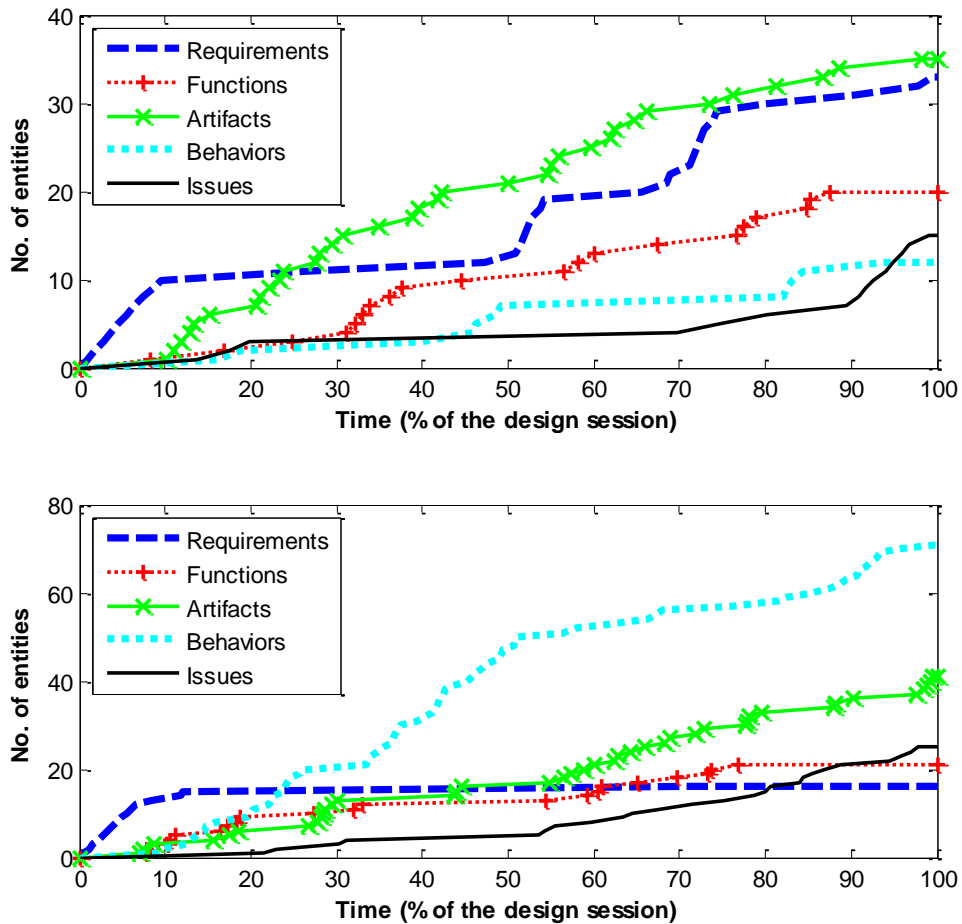 40
30
20
10
0
No. of entities
Requirements
Functions
Artifacts
Behaviors
Issues
0 10 20 30 40 50 60 70 80 90 100
Time (% of the design session)
80
60
40
20
0
No. of entities
Requirements
Functions
Artifacts
Behaviors
Issues
0 10 20 30 40 50 60 70 80 90 100
Time (% of the design session)